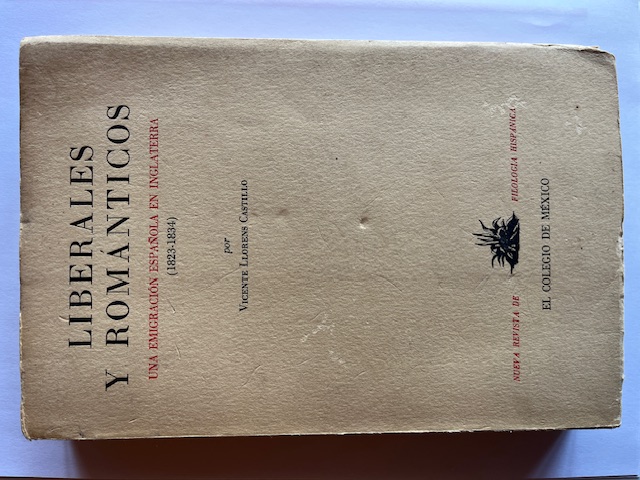 LIBERALES
Y ROMÁNTICOS
UNA EMIGRACIÓN ESPAÑOLA EN INGLATERRA
(1823-1834)
por
VICENTE LLORENS CASTILLO
NUEVA REVISTA DE FILOLOGIA HISPÁNICA
EL COLEGIO DE MÉXICO